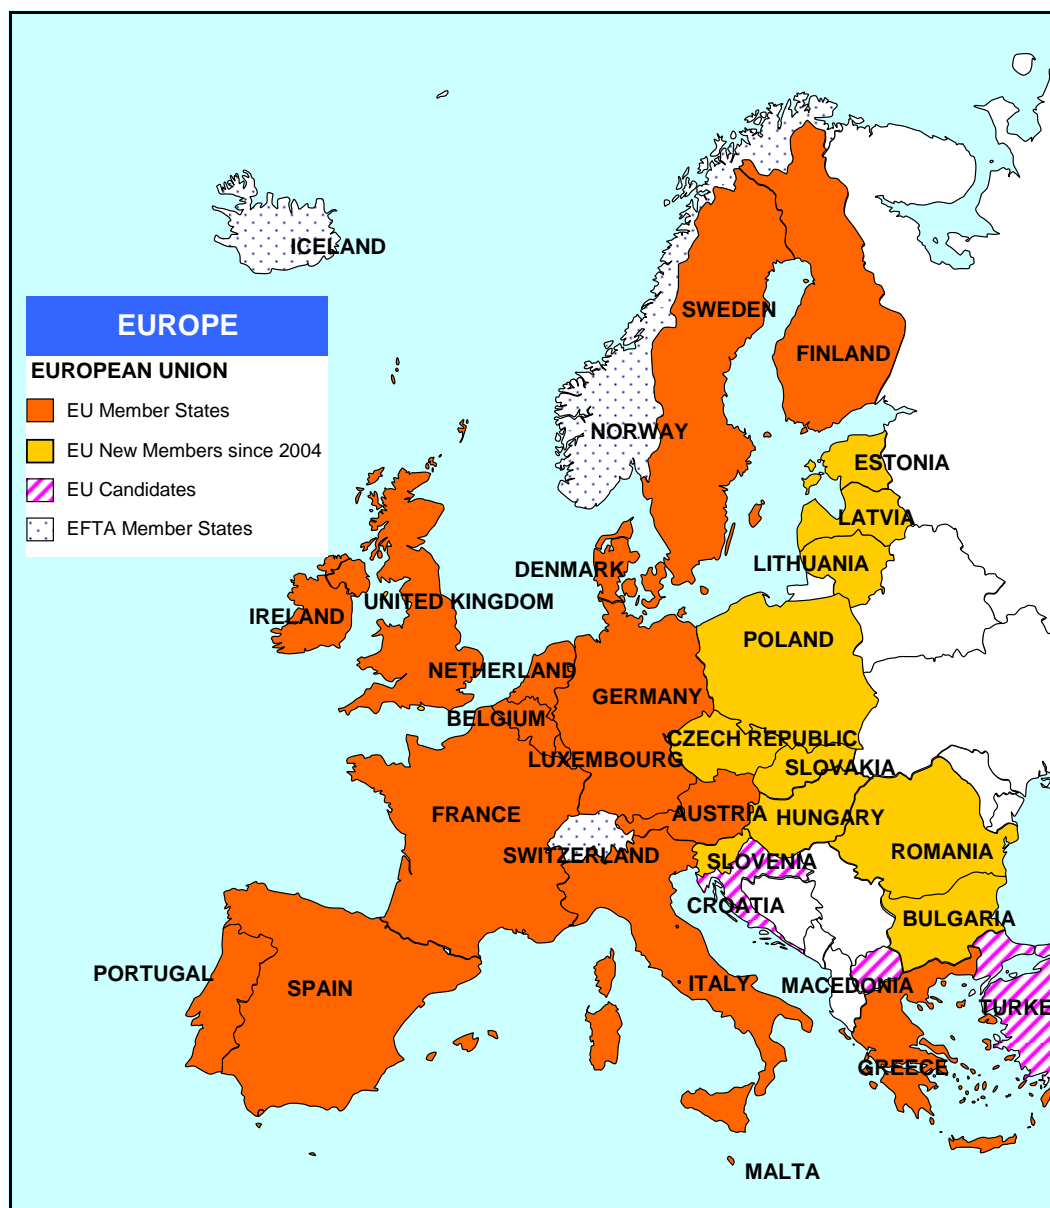 ICELAND
EUROPE
EUROPEAN UNION
EU Member States
EU New Members since 2004
EU Candidates
EFTA Member States
SWEDEN
FINLAND
NORWAY
ESTONIA
LATVIA
LITHUANIA
DENMARK
UNITED KINGDOM
IRELAND
POLAND
NETHERLAND
GERMANY
BELGIUM
CZECH REPUBLIC
LUXEMBOURG
SLOVAKIA
FRANCE
AUSTRIA
HUNGARY
SWITZERLAND
SLOVENIA
ROMANIA
CROATIA
BULGARIA
PORTUGAL
SPAIN
ITALY
MACEDONIA
TURKE
GREECE
MALTA